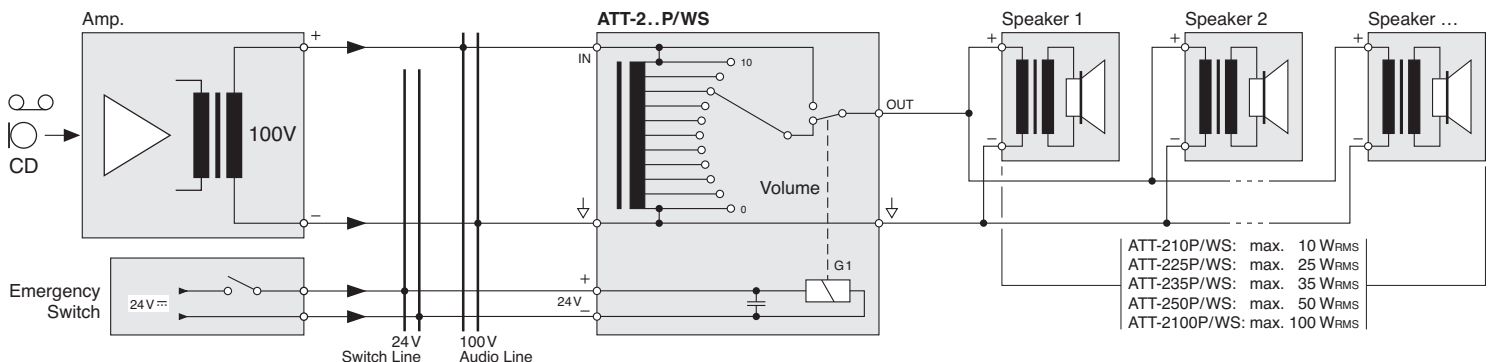 Amp.
ATT-2..P/WS
Speaker 1
Speaker 2
Speaker ...
+
IN
10
+
+
+
OUT
100V
CD
−
−
−
Volume
−
0
ATT-210P/WS: max. 10 WRMS
ATT-225P/WS: max. 25 WRMS
ATT-235P/WS: max. 35 WRMS
ATT-250P/WS: max. 50 WRMS
ATT-2100P/WS: max. 100 WRMS
Emergency
Switch
24V
+
24V
−
G1
24V
Switch Line
100V
Audio Line